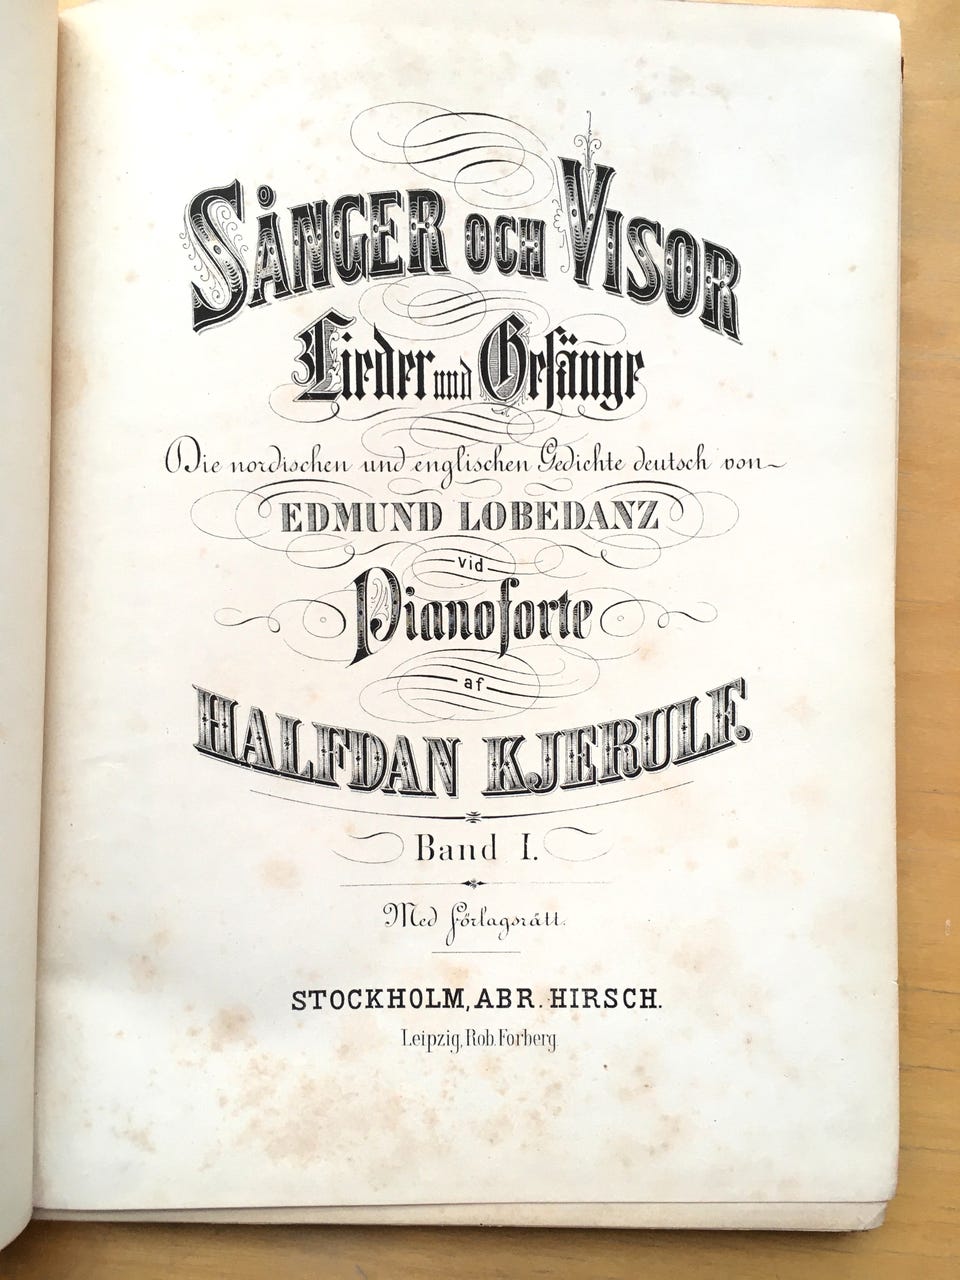 SÅNGER OCH VISOR
Lieder und Gesänge
Die nordischen und englischen Gedichte deutsch von
EDMUND LOBEDANZ
vid
Pianoforte
af
HALFDAN KJERULF.
Band I.
Med Förlagsrätt.
STOCKHOLM, ABR. HIRSCH.
Leipzig, Rob. Forberg.